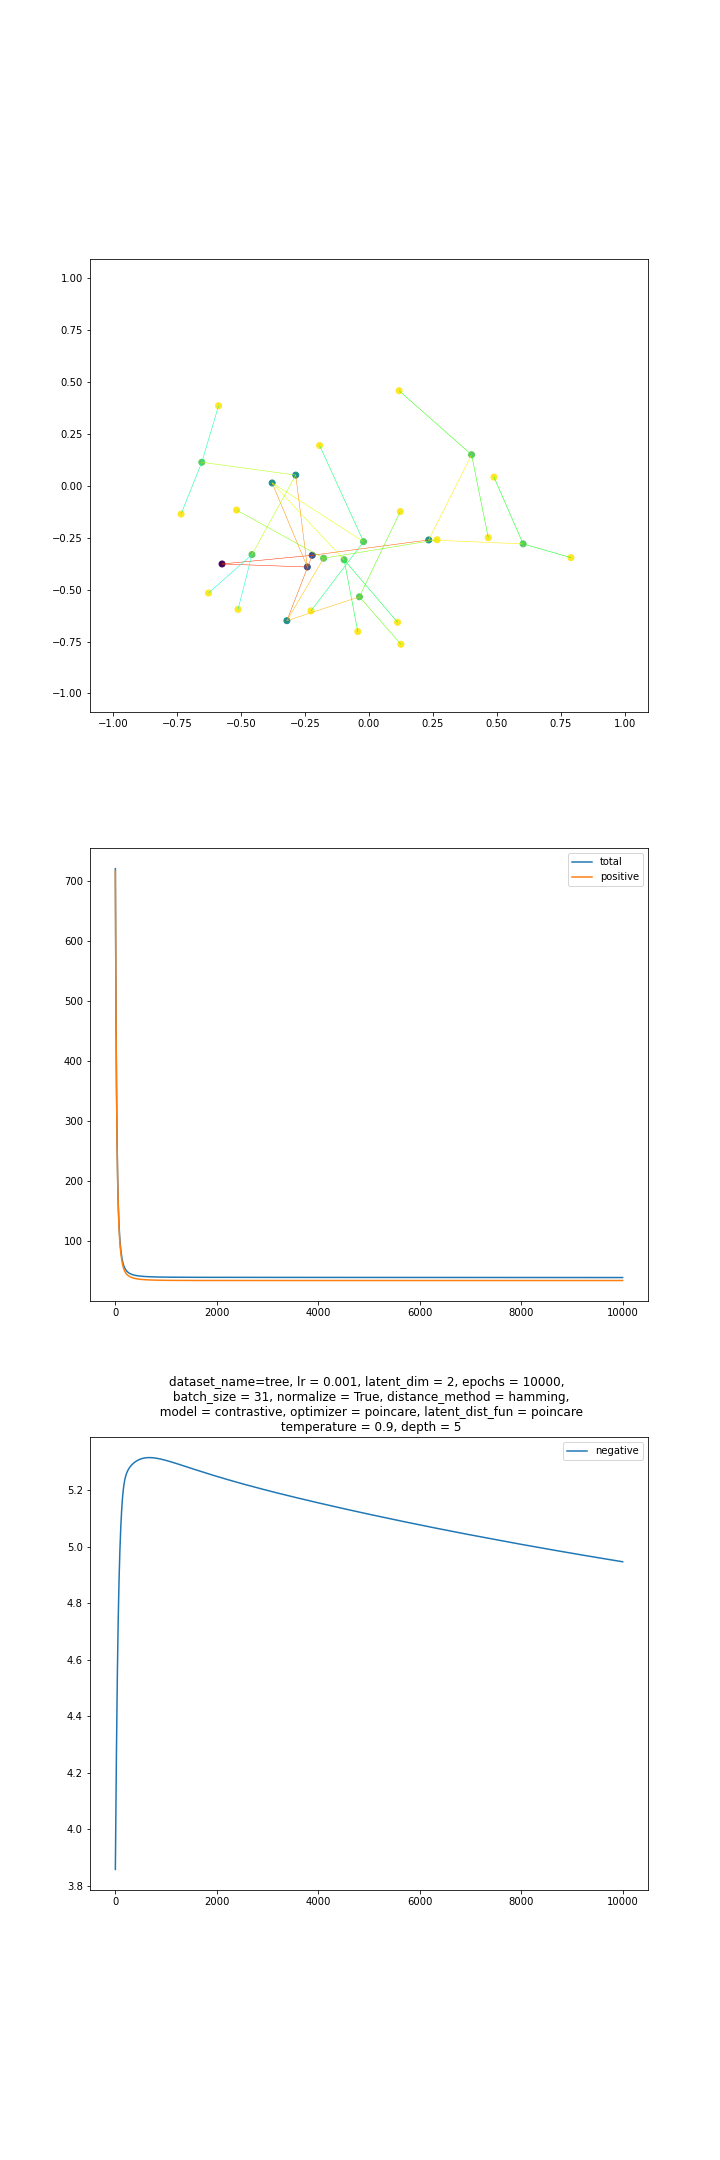 1.00
0.75
0.50
0.25
0.00
−0.25
−0.50
−0.75
−1.00
−1.00 −0.75 −0.50 −0.25 0.00 0.25 0.50 0.75 1.00
total
positive
700
600
500
400
300
200
100
0 2000 4000 6000 8000 10000
dataset_name=tree, lr = 0.001, latent_dim = 2, epochs = 10000,
batch_size = 31, normalize = True, distance_method = hamming,
model = contrastive, optimizer = poincare, latent_dist_fun = poincare
temperature = 0.9, depth = 5
negative
5.2
5.0
4.8
4.6
4.4
4.2
4.0
3.8
0 2000 4000 6000 8000 10000